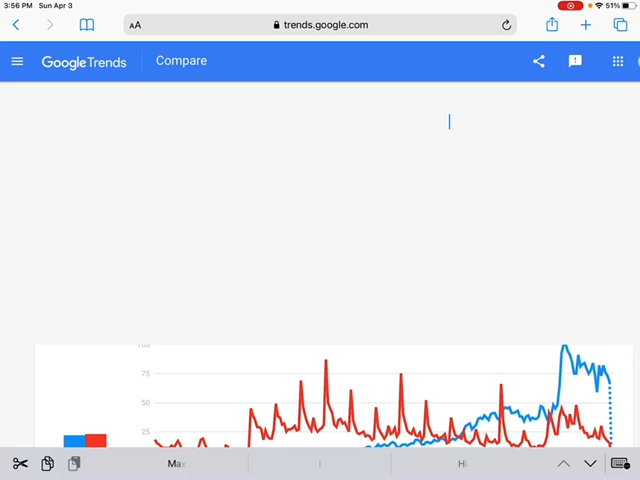 3:56 PM Sun Apr 3
51%
AA
trends.google.com
Google Trends
Compare
100
75
50
25
Max
I
Hi